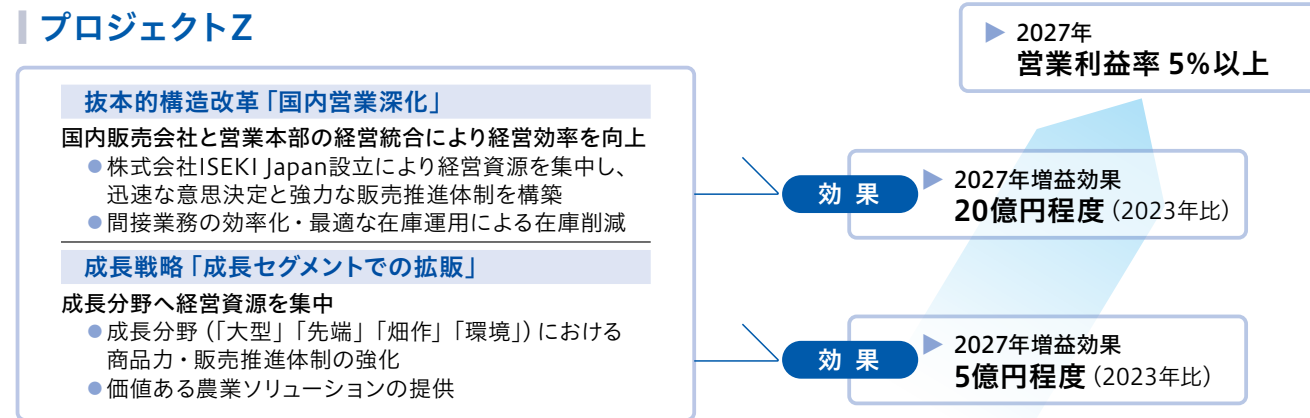 プロジェクトZ
抜本的構造改革「国内営業深化」
国内販売会社と営業本部の経営統合により経営効率を向上
●株式会社ISEKI Japan設立により経営資源を集中し、
迅速な意思決定と強力な販売推進体制を構築
●間接業務の効率化・最適な在庫運用による在庫削減
成長戦略「成長セグメントでの拡販」
成長分野へ経営資源を集中
●成長分野（「大型」「先端」「畑作」「環境」）における
商品力・販売推進体制の強化
●価値ある農業ソリューションの提供
▶ 2027年
営業利益率 5%以上
効果
▶ 2027年増益効果
20億円程度（2023年比）
効果
▶ 2027年増益効果
5億円程度（2023年比）